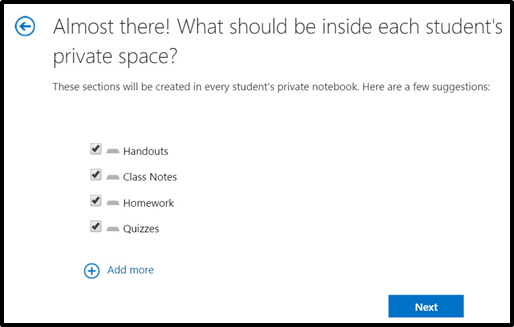 Almost there! What should be inside each student's
private space?
These sections will be created in every student's private notebook. Here are a few suggestions:
Handouts
Class Notes
Homework
Quizzes
Add more
Next